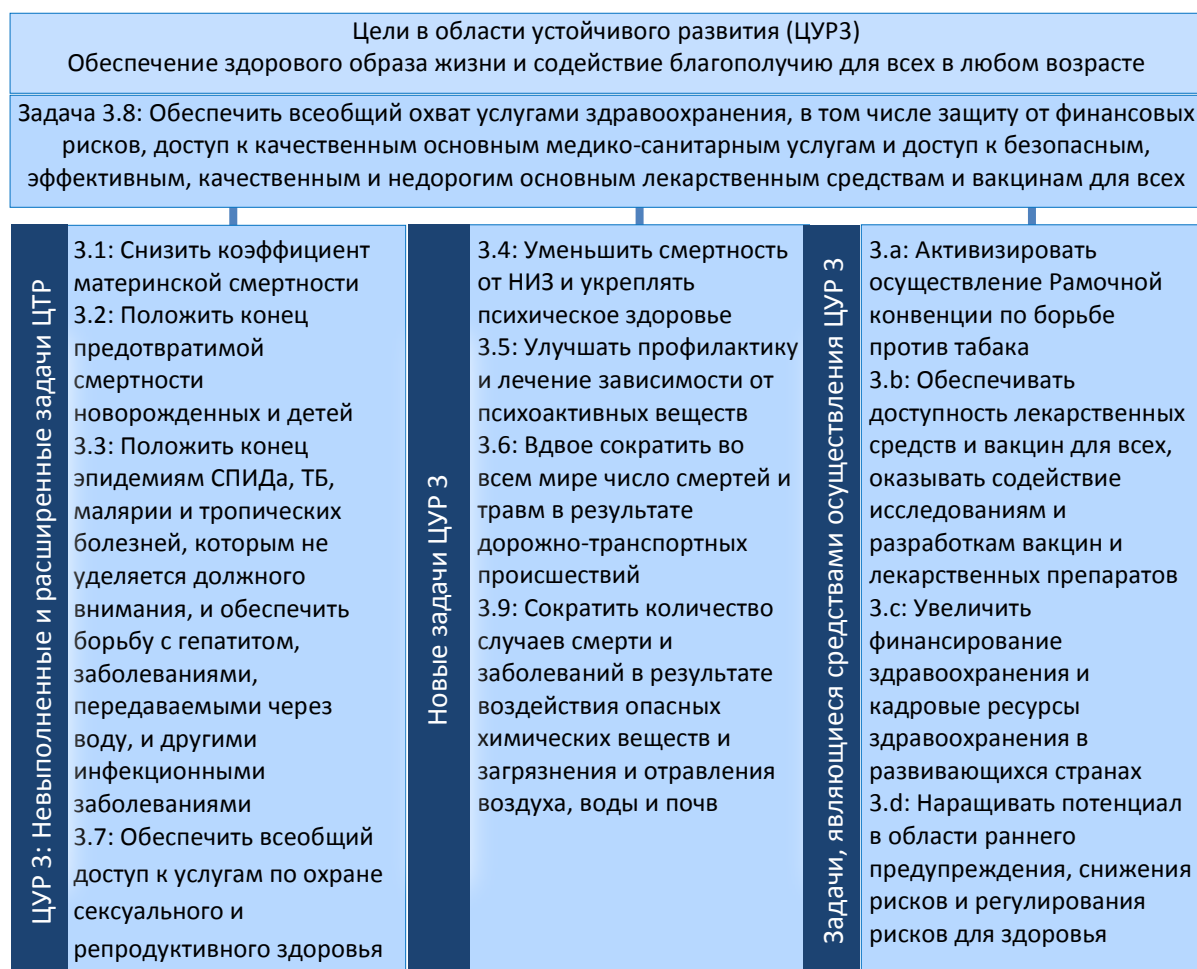 Цели в области устойчивого развития (ЦУР3)
Обеспечение здорового образа жизни и содействие благополучию для всех в любом возрасте
Задача 3.8: Обеспечить всеобщий охват услугами здравоохранения, в том числе защиту от финансовых
рисков, доступ к качественным основным медико-санитарным услугам и доступ к безопасным,
эффективным, качественным и недорогим основным лекарственным средствам и вакцинам для всех
ЦУР 3: Невыполненные и расширенные задачи ЦТР
3.1: Снизить коэффициент
материнской смертности
3.2: Положить конец
предотвратимой
смертности
новорожденных и детей
3.3: Положить конец
эпидемиям СПИДа, ТБ,
малярии и тропических
болезней, которым не
уделяется должного
внимания, и обеспечить
борьбу с гепатитом,
заболеваниями,
передаваемыми через
воду, и другими
инфекционными
заболеваниями
3.7: Обеспечить всеобщий
доступ к услугам по охране
сексуального и
репродуктивного здоровья
Новые задачи ЦУР 3
3.4: Уменьшить смертность
от НИЗ и укреплять
психическое здоровье
3.5: Улучшать профилактику
и лечение зависимости от
психоактивных веществ
3.6: Вдвое сократить во
всем мире число смертей и
травм в результате
дорожно-транспортных
происшествий
3.9: Сократить количество
случаев смерти и
заболеваний в результате
воздействия опасных
химических веществ и
загрязнения и отравления
воздуха, воды и почв
Задачи, являющиеся средствами осуществления ЦУР 3
3.a: Активизировать
осуществление Рамочной
конвенции по борьбе
против табака
3.b: Обеспечивать
доступность лекарственных
средств и вакцин для всех,
оказывать содействие
исследованиям и
разработкам вакцин и
лекарственных препаратов
3.c: Увеличить
финансирование
здравоохранения и
кадровые ресурсы
здравоохранения в
развивающихся странах
3.d: Наращивать потенциал
в области раннего
предупреждения, снижения
рисков и регулирования
рисков для здоровья